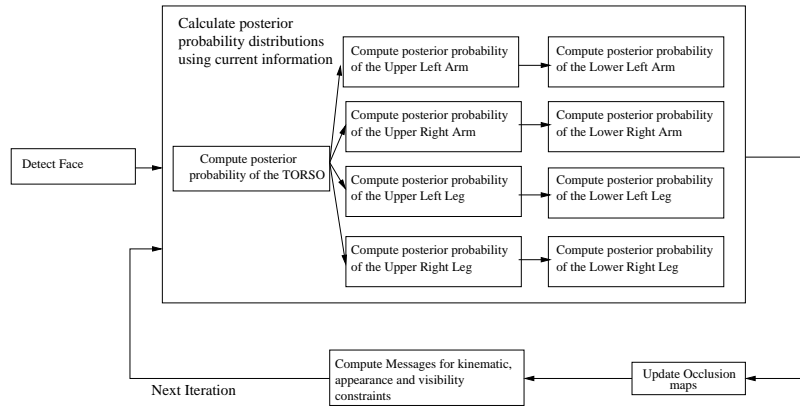 Calculate posterior
probability distributions
using current information
Detect Face
Compute posterior
probability of the TORSO
Compute posterior probability
of the Upper Left Arm
Compute posterior probability
of the Lower Left Arm
Compute posterior probability
of the Upper Right Arm
Compute posterior probability
of the Lower Right Arm
Compute posterior probability
of the Upper Left Leg
Compute posterior probability
of the Lower Left Leg
Compute posterior probability
of the Upper Right Leg
Compute posterior probability
of the Lower Right Leg
Next Iteration
Compute Messages for kinematic,
appearance and visibility
constraints
Update Occlusion
maps